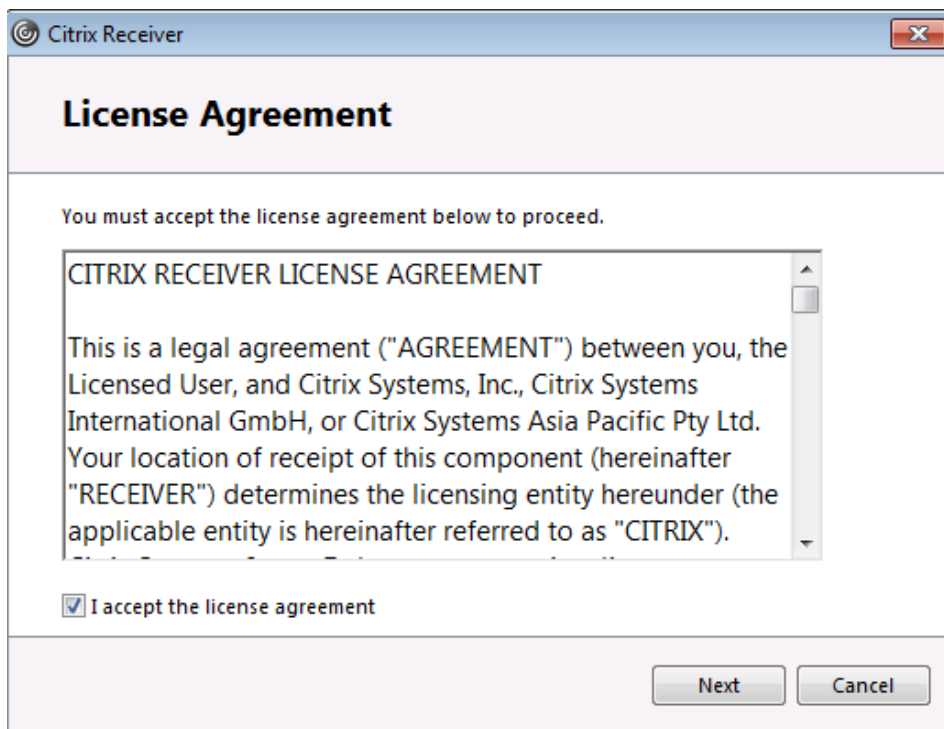 Citrix Receiver
License Agreement
You must accept the license agreement below to proceed.
CITRIX RECEIVER LICENSE AGREEMENT
This is a legal agreement ("AGREEMENT") between you, the
Licensed User, and Citrix Systems, Inc., Citrix Systems
International GmbH, or Citrix Systems Asia Pacific Pty Ltd.
Your location of receipt of this component (hereinafter
"RECEIVER") determines the licensing entity hereunder (the
applicable entity is hereinafter referred to as "CITRIX").
I accept the license agreement
Next
Cancel